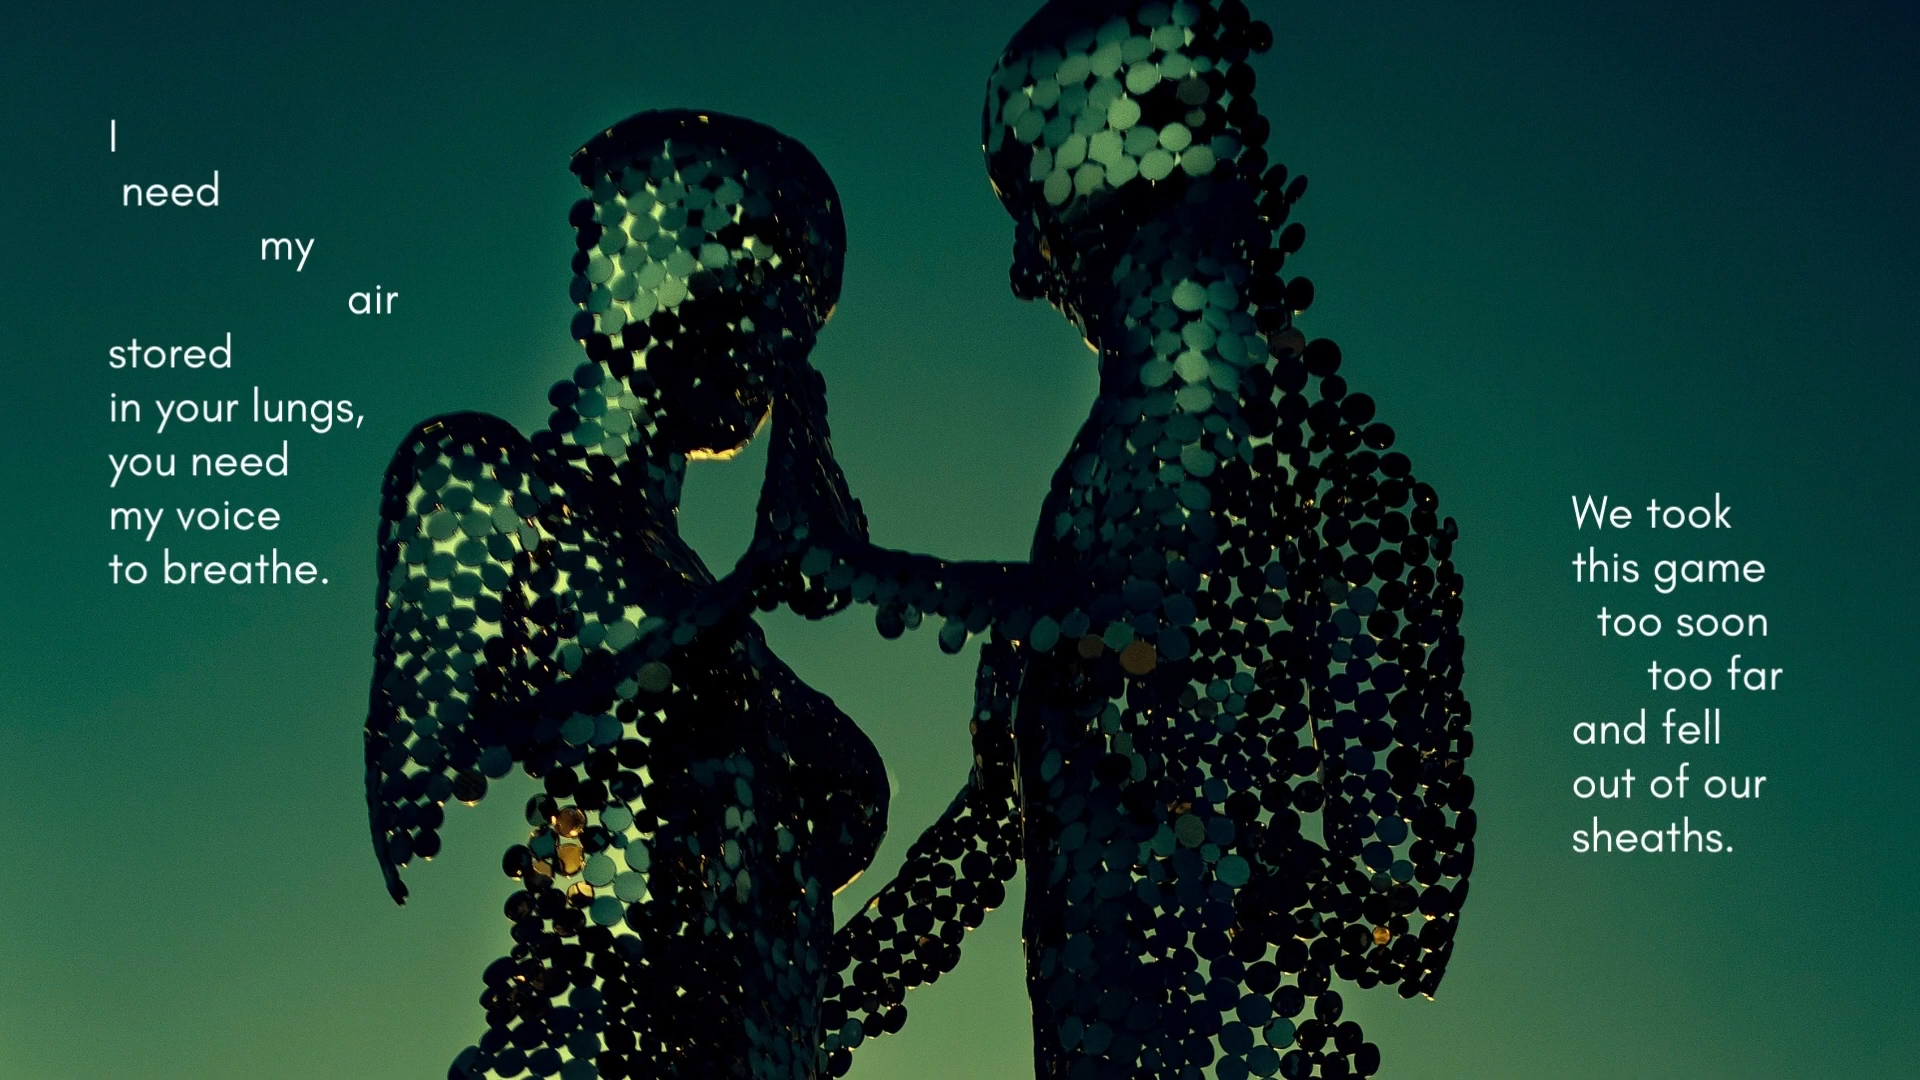 I
need
my
air
stored
in your lungs,
you need
my voice
to breathe.
We took
this game
too soon
too far
and fell
out of our
sheaths.